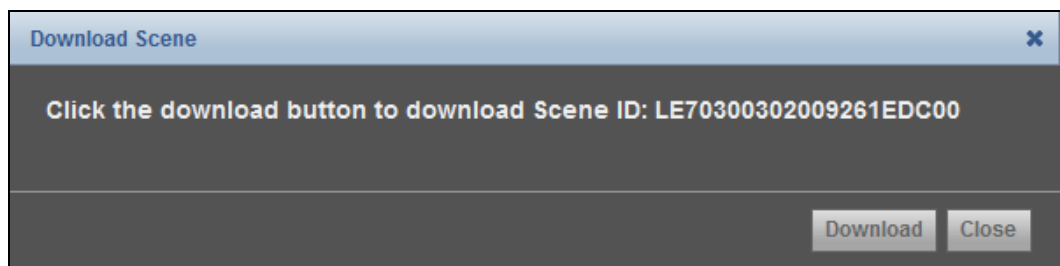 Download Scene
Click the download button to download Scene ID: LE70300302009261EDC00
Download Close